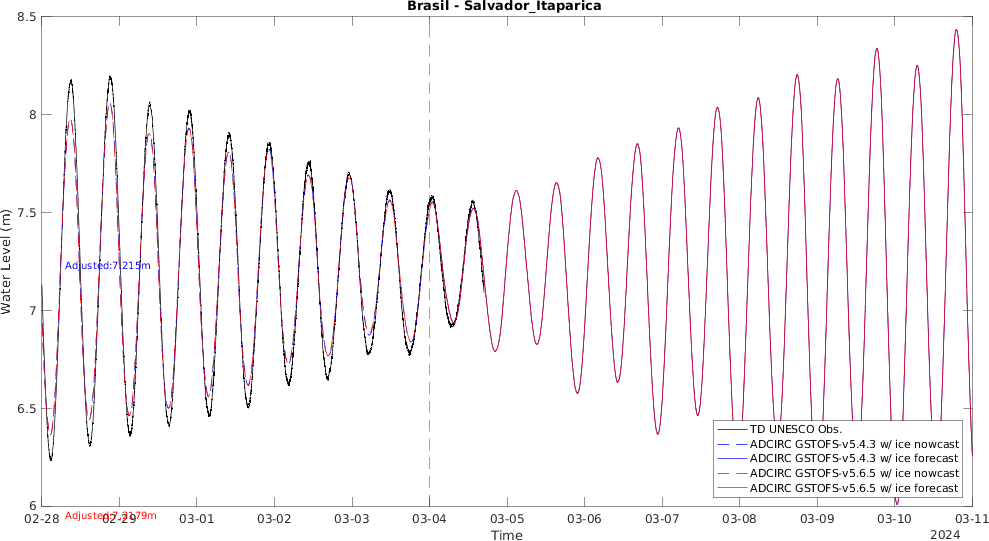 Brasil - Salvador_Itaparica
Water Level (m)
8.5
8
7.5
7
6.5
6
Adjusted:7.215m
TD UNESCO Obs.
ADCIRC GSTOFS-v5.4.3 w/ ice nowcast
ADCIRC GSTOFS-v5.4.3 w/ ice forecast
ADCIRC GSTOFS-v5.6.5 w/ ice nowcast
ADCIRC GSTOFS-v5.6.5 w/ ice forecast
Adjusted:7.2179m
02-28 02-29 03-01 03-02 03-03 03-04 03-05 03-06 03-07 03-08 03-09 03-10 03-11
Time
2024